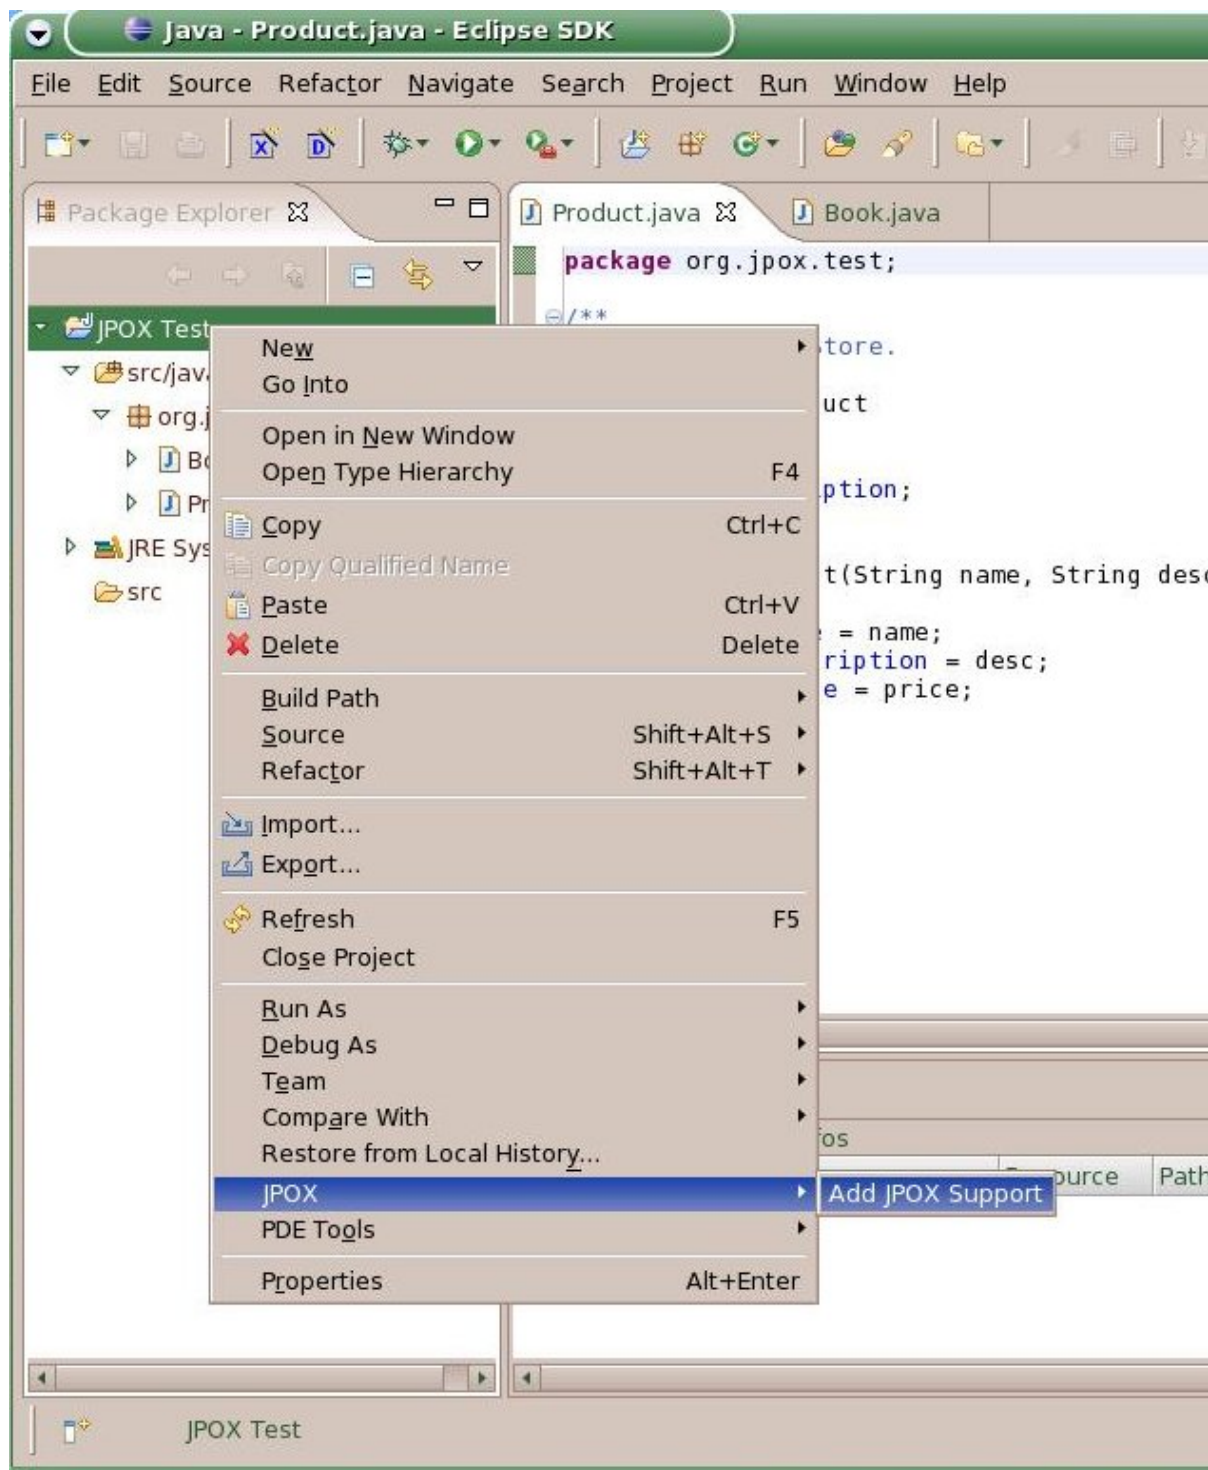 Java - Product.java - Eclipse SDK
File Edit Source Refactor Navigate Search Project Run Window Help
Package Explorer
Product.java
Book.java
package org.jpox.test;
/**
JPOX Test
New
tore.
src/java
Go Into
uct
org.j
Open in New Window
Bo
Open Type Hierarchy F4
ption;
Pr
Copy Ctrl+C
JRE Sys
Copy Qualified Name
t(String name, String desc
src
Paste Ctrl+V
= name;
Delete Delete
ription = desc;
Build Path
e = price;
Source Shift+Alt+S
Refactor Shift+Alt+T
Import...
Export...
Refresh F5
Close Project
Run As
Debug As
Team
Compare With
fos
Restore from Local History...
ource Path
JPOX
Add JPOX Support
PDE Tools
Properties Alt+Enter
JPOX Test